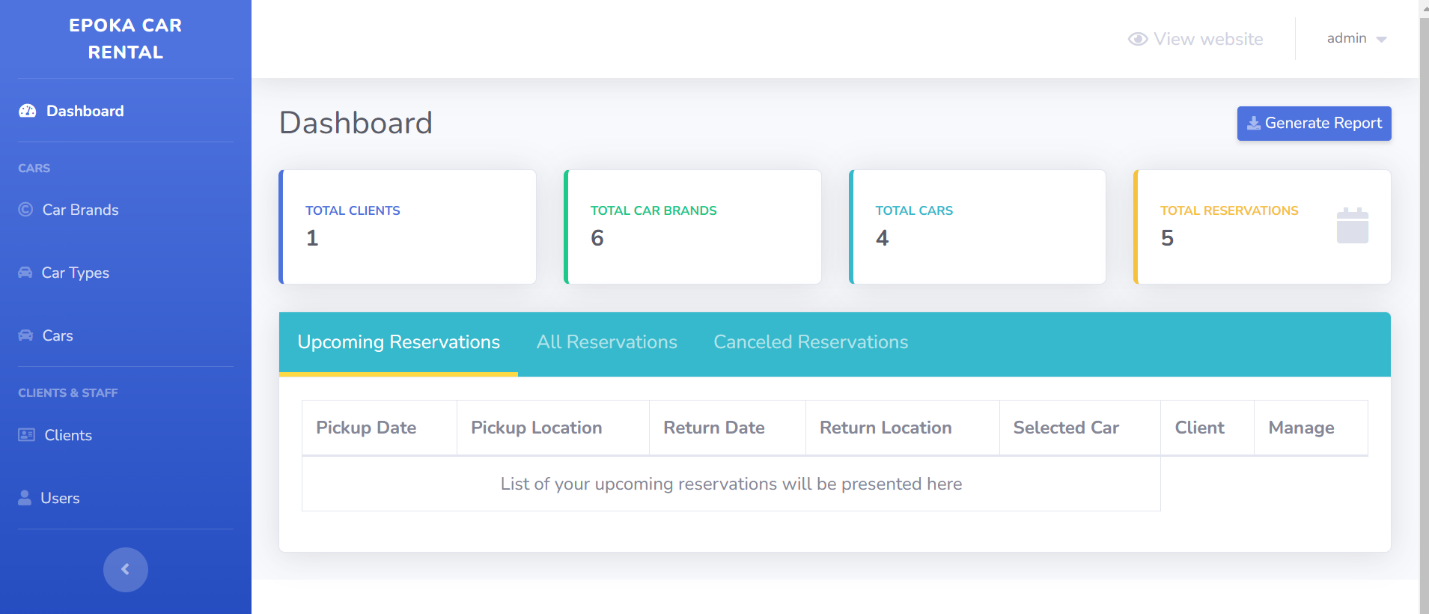 EPOKA CAR
RENTAL
Dashboard
CARS
Car Brands
Car Types
Cars
CLIENTS & STAFF
Clients
Users
View website
admin
Dashboard
Generate Report
TOTAL CLIENTS
1
TOTAL CAR BRANDS
6
TOTAL CARS
4
TOTAL RESERVATIONS
5
Upcoming Reservations All Reservations Canceled Reservations
Pickup Date Pickup Location Return Date Return Location Selected Car Client Manage
List of your upcoming reservations will be presented here